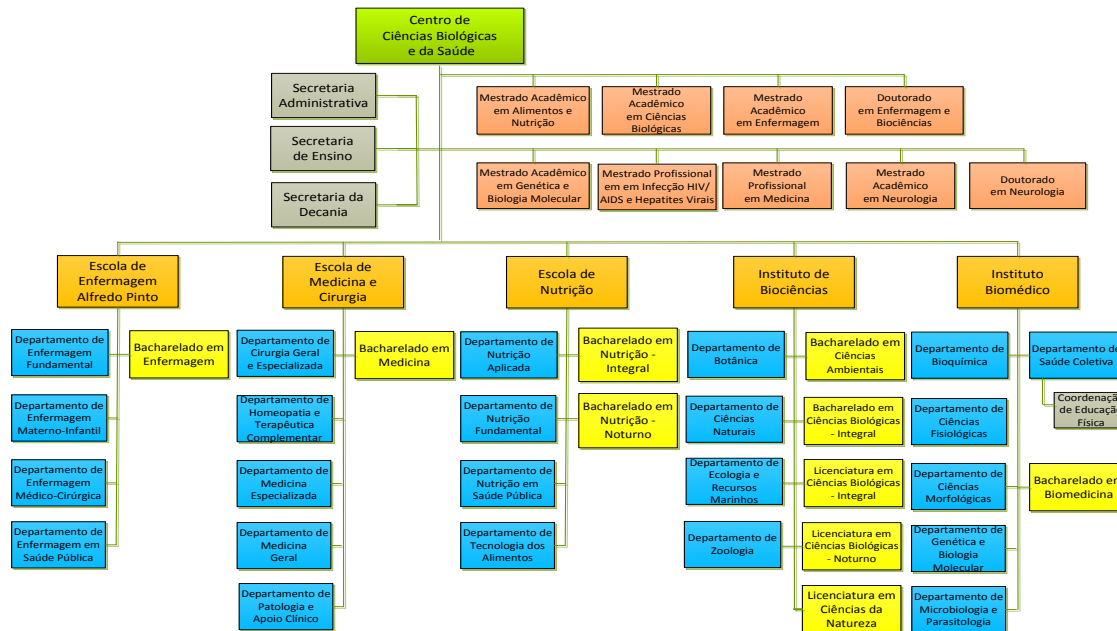 Centro de
Ciências Biológicas
e da Saúde
Secretaria
Administrativa
Secretaria
de Ensino
Secretaria da
Decania
Mestrado Acadêmico
em Alimentos e
Nutrição
Mestrado
Acadêmico
em Ciências
Biológicas
Mestrado
Acadêmico
em Enfermagem
Doutorado
em Enfermagem e
Biociências
Mestrado Acadêmico
em Genética e
Biologia Molecular
Mestrado Profissional
em em Infecção HIV/
AIDS e Hepatites Virais
Mestrado
Profissional
em Medicina
Mestrado
Acadêmico
em Neurologia
Doutorado
em Neurologia
Escola de
Enfermagem
Alfredo Pinto
Departamento de
Enfermagem
Fundamental
Bacharelado em
Enfermagem
Departamento de
Enfermagem
Materno-Infantil
Departamento de
Enfermagem
Médico-Cirúrgica
Departamento de
Enfermagem em
Saúde Pública
Escola de
Medicina e
Cirurgia
Departamento de
Cirurgia Geral
e Especializada
Bacharelado em
Medicina
Departamento de
Homeopatia e
Terapêutica
Complementar
Departamento de
Medicina
Especializada
Departamento de
Medicina
Geral
Departamento de
Patologia e
Apoio Clínico
Escola de
Nutrição
Departamento de
Nutrição
Aplicada
Bacharelado em
Nutrição -
Integral
Departamento de
Nutrição
Fundamental
Bacharelado em
Nutrição -
Noturno
Departamento de
Nutrição em
Saúde Pública
Departamento de
Tecnologia dos
Alimentos
Instituto de
Biociências
Departamento de
Botânica
Bacharelado em
Ciências
Ambientais
Departamento de
Ciências
Naturais
Bacharelado em
Ciências Biológicas
- Integral
Departamento de
Ecologia e
Recursos
Marinhos
Licenciatura em
Ciências Biológicas
- Integral
Departamento de
Zoologia
Licenciatura em
Ciências Biológicas
- Noturno
Licenciatura em
Ciências da
Natureza
Instituto
Biomédico
Departamento de
Bioquímica
Departamento de
Saúde Coletiva
Coordenação
de Educação
Física
Departamento de
Ciências
Fisiológicas
Departamento de
Ciências
Morfológicas
Bacharelado em
Biomedicina
Departamento de
Genética e
Biologia
Molecular
Departamento de
Microbiologia e
Parasitologia